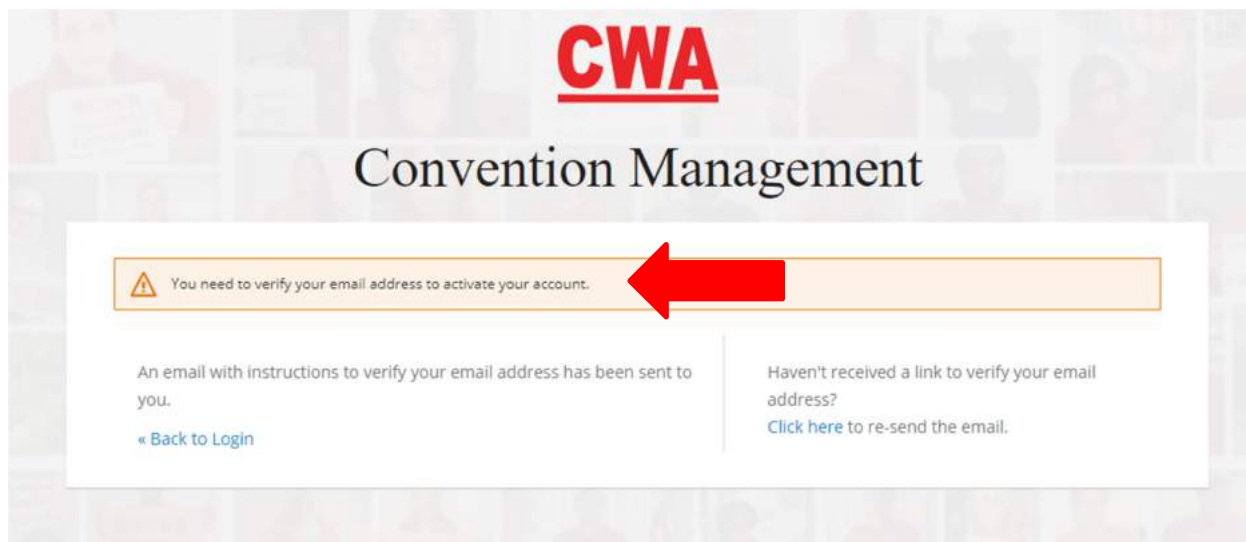 CWA
Convention Management
You need to verify your email address to activate your account.
An email with instructions to verify your email address has been sent to
you.
« Back to Login
Haven't received a link to verify your email
address?
Click here to re-send the email.